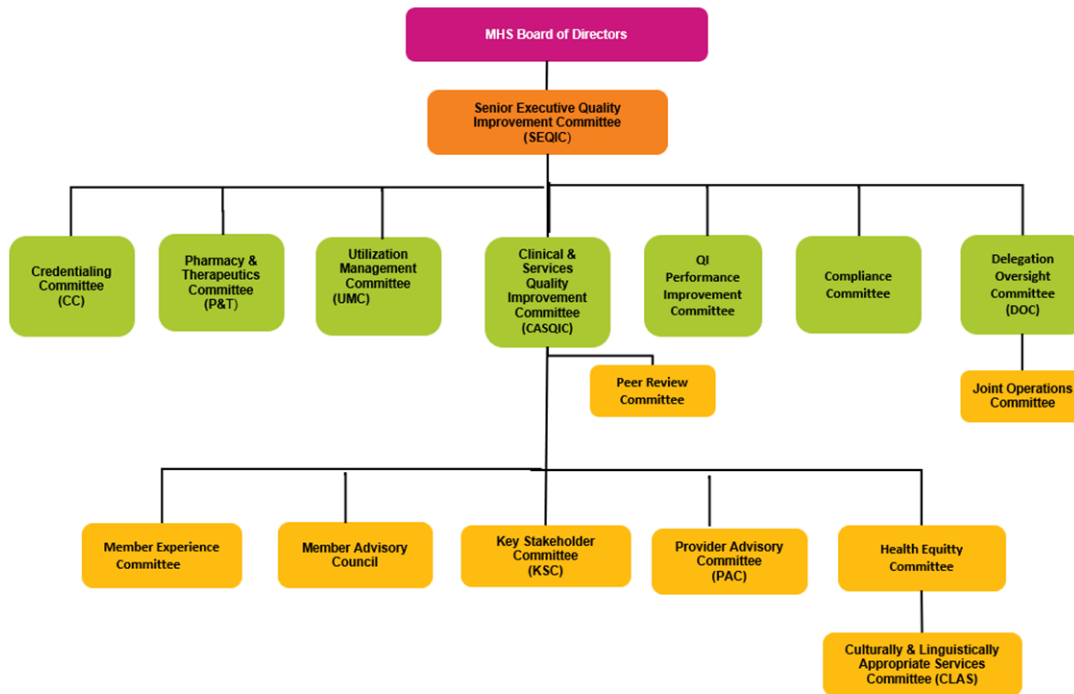 MHS Board of Directors
Senior Executive Quality
Improvement Committee
(SEQIC)
Credentialing
Committee (CC)
Pharmacy &
Therapeutics
Committee
(P&T)
Utilization
Management
Committee
(UMC)
Clinical &
Services
Quality
Improvement
Committee
(CASQIC)
QI
Performance
Improvement
Committee
Compliance
Committee
Delegation
Oversight
Committee
(DOC)
Peer Review
Committee
Joint Operations
Committee
Member Experience
Committee
Member Advisory
Council
Key Stakeholder
Committee
(KSC)
Provider Advisory
Committee
(PAC)
Health Equitty
Committee
Culturally & Linguistically
Appropriate Services
Committee (CLAS)